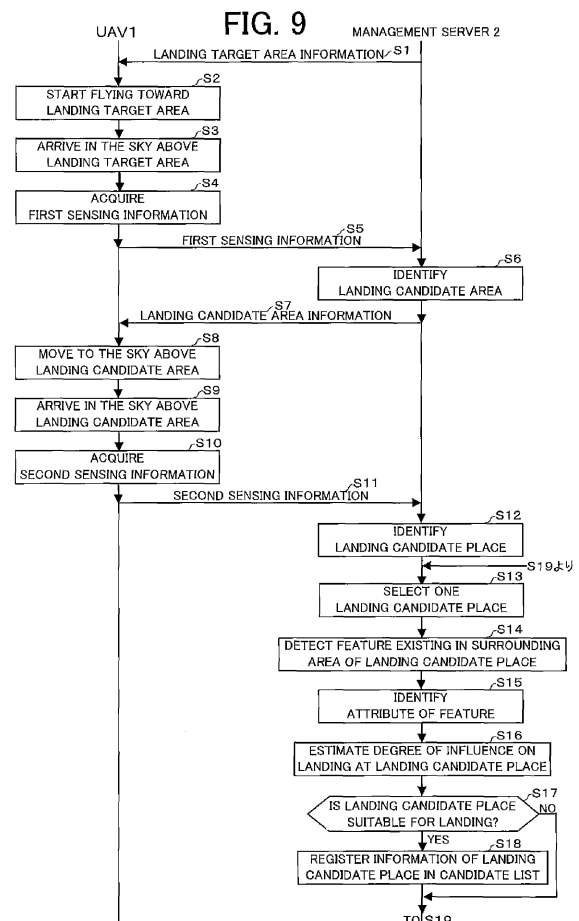 FIG. 9
UAV1
MANAGEMENT SERVER 2
LANDING TARGET AREA INFORMATION
S1
S2
START FLYING TOWARD
LANDING TARGET AREA
S3
ARRIVE IN THE SKY ABOVE
LANDING TARGET AREA
S4
ACQUIRE
FIRST SENSING INFORMATION
S5
FIRST SENSING INFORMATION
S6
IDENTIFY
LANDING CANDIDATE AREA
S7
LANDING CANDIDATE AREA INFORMATION
S8
MOVE TO THE SKY ABOVE
LANDING CANDIDATE AREA
S9
ARRIVE IN THE SKY ABOVE
LANDING CANDIDATE AREA
S10
ACQUIRE
SECOND SENSING INFORMATION
S11
SECOND SENSING INFORMATION
S12
IDENTIFY
LANDING CANDIDATE PLACE
S19より
S13
SELECT ONE
LANDING CANDIDATE PLACE
S14
DETECT FEATURE EXISTING IN SURROUNDING
AREA OF LANDING CANDIDATE PLACE
S15
IDENTIFY
ATTRIBUTE OF FEATURE
S16
ESTIMATE DEGREE OF INFLUENCE ON
LANDING AT LANDING CANDIDATE PLACE
S17
IS LANDING CANDIDATE PLACE
SUITABLE FOR LANDING?
NO
YES
S18
REGISTER INFORMATION OF LANDING
CANDIDATE PLACE IN CANDIDATE LIST
TO S19